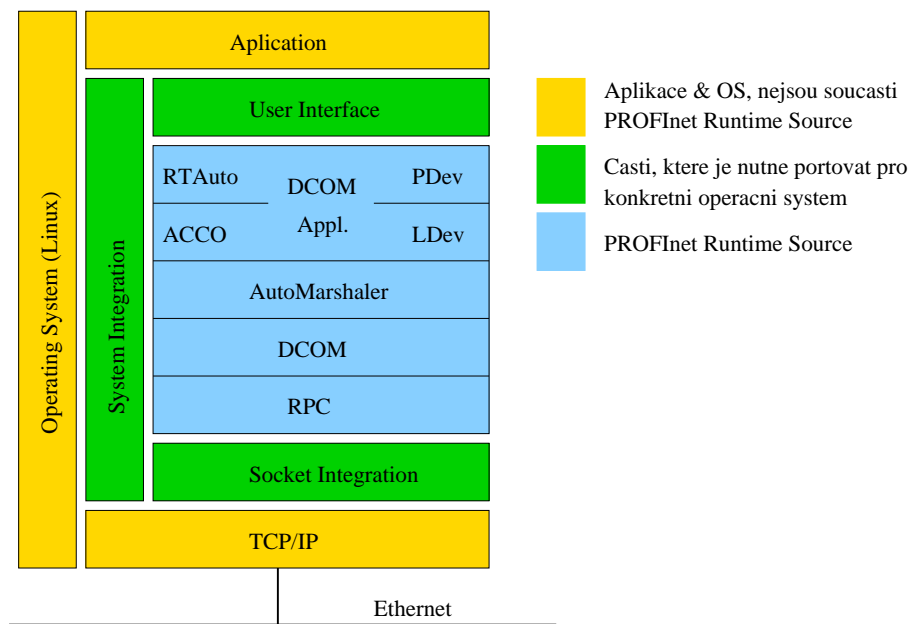 Aplication
Operating System (Linux)
System Integration
User Interface
RTAuto
DCOM
Appl.
PDev
ACCO
LDev
AutoMarshaler
DCOM
RPC
Socket Integration
TCP/IP
Ethernet
Aplikace & OS, nejsou soucasti
PROFInet Runtime Source
Casti, ktere je nutne portovat pro
konkretni operacni system
PROFInet Runtime Source